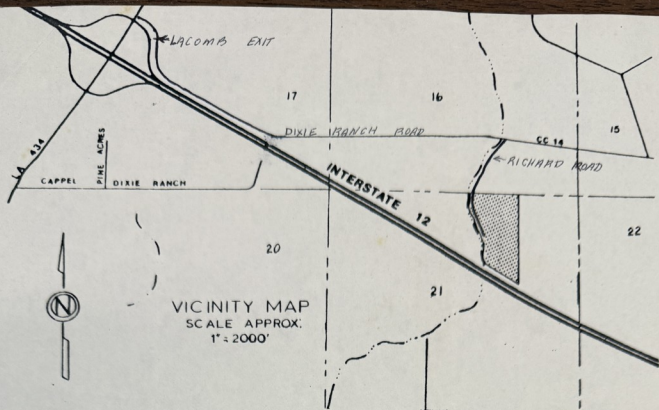 LACOMB EXIT
17
16
15
DIXIE RANCH ROAD
CC 14
RICHARD ROAD
LA 434
PINE ACRES
CAPPEL
DIXIE RANCH
INTERSTATE 12
22
20
21
N
VICINITY MAP
SCALE APPROX:
1" = 2000'